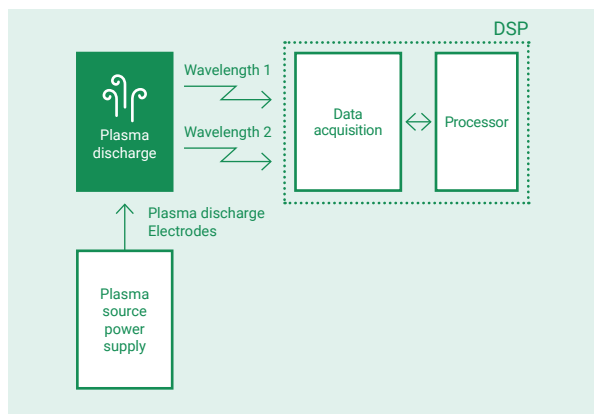 DSP
Wavelength 1
Plasma
discharge
Wavelength 2
Data
acquisition
Processor
Plasma discharge
Electrodes
Plasma
source
power
supply